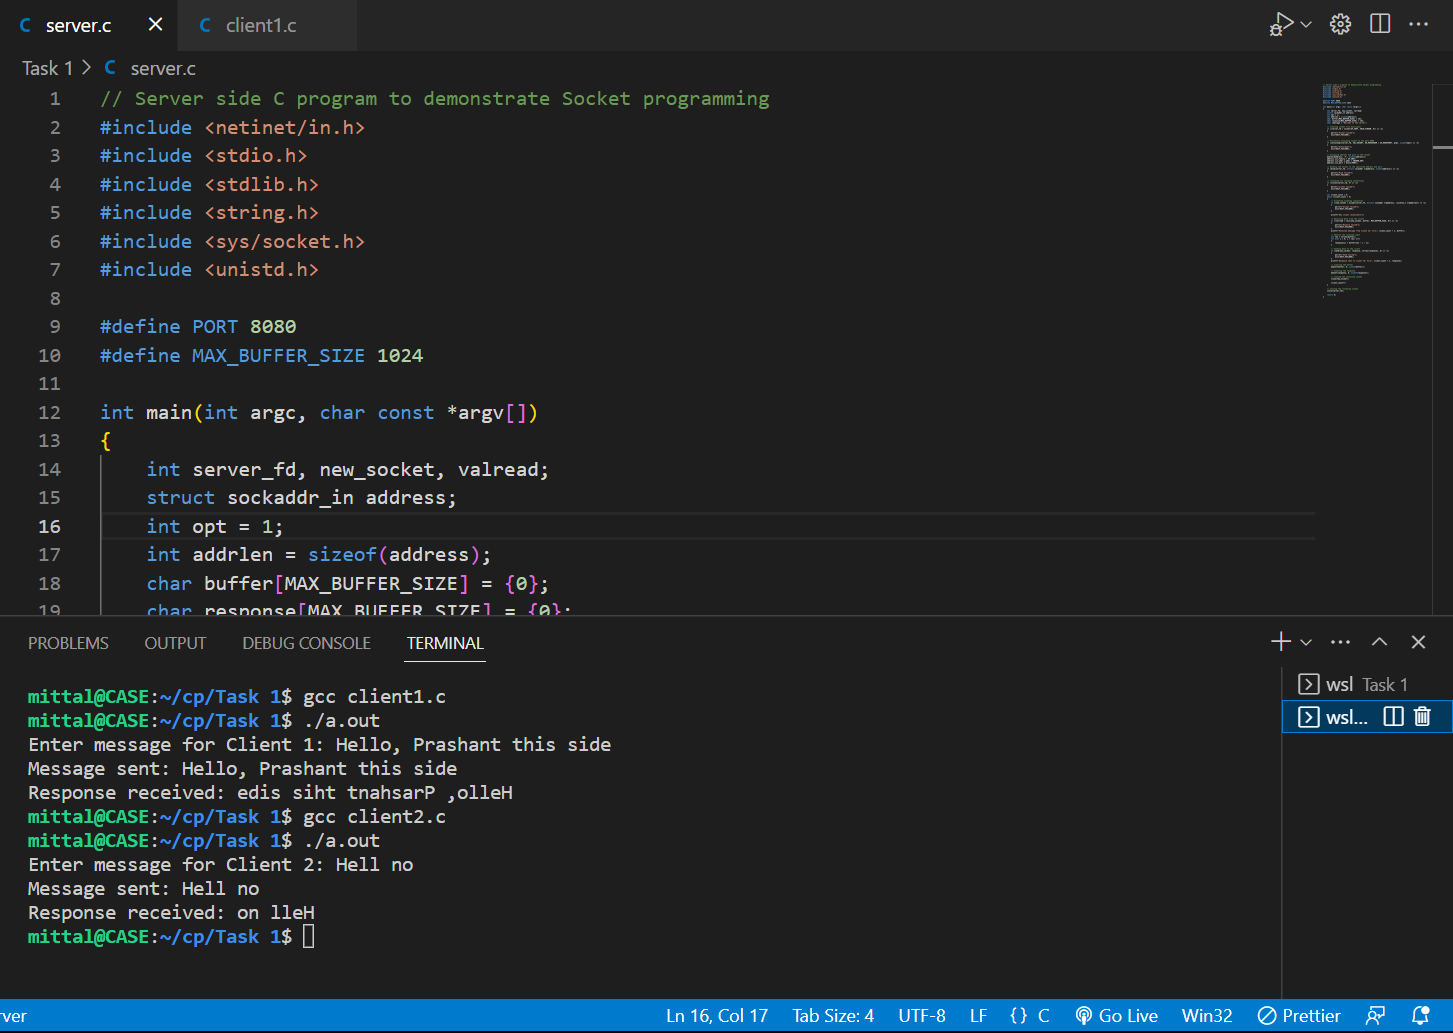 C server.c
C client1.c
Task 1 > C server.c
1 // Server side C program to demonstrate Socket programming
2 #include <netinet/in.h>
3 #include <stdio.h>
4 #include <stdlib.h>
5 #include <string.h>
6 #include <sys/socket.h>
7 #include <unistd.h>
8
9 #define PORT 8080
10 #define MAX_BUFFER_SIZE 1024
11
12 int main(int argc, char const *argv[])
13 {
14 int server_fd, new_socket, valread;
15 struct sockaddr_in address;
16 int opt = 1;
17 int addrlen = sizeof(address);
18 char buffer[MAX_BUFFER_SIZE] = {0};
19 char response[MAX_BUFFER_SIZE] = {0};
PROBLEMS OUTPUT DEBUG CONSOLE TERMINAL
mittal@CASE:~/cp/Task 1$ gcc client1.c
mittal@CASE:~/cp/Task 1$ ./a.out
Enter message for Client 1: Hello, Prashant this side
Message sent: Hello, Prashant this side
Response received: edis siht tnahsarP ,olleH
mittal@CASE:~/cp/Task 1$ gcc client2.c
mittal@CASE:~/cp/Task 1$ ./a.out
Enter message for Client 2: Hell no
Message sent: Hell no
Response received: on lleH
mittal@CASE:~/cp/Task 1$
wsl Task 1
wsl...
rver Ln 16, Col 17 Tab Size: 4 UTF-8 LF {} C Go Live Win32 Prettier